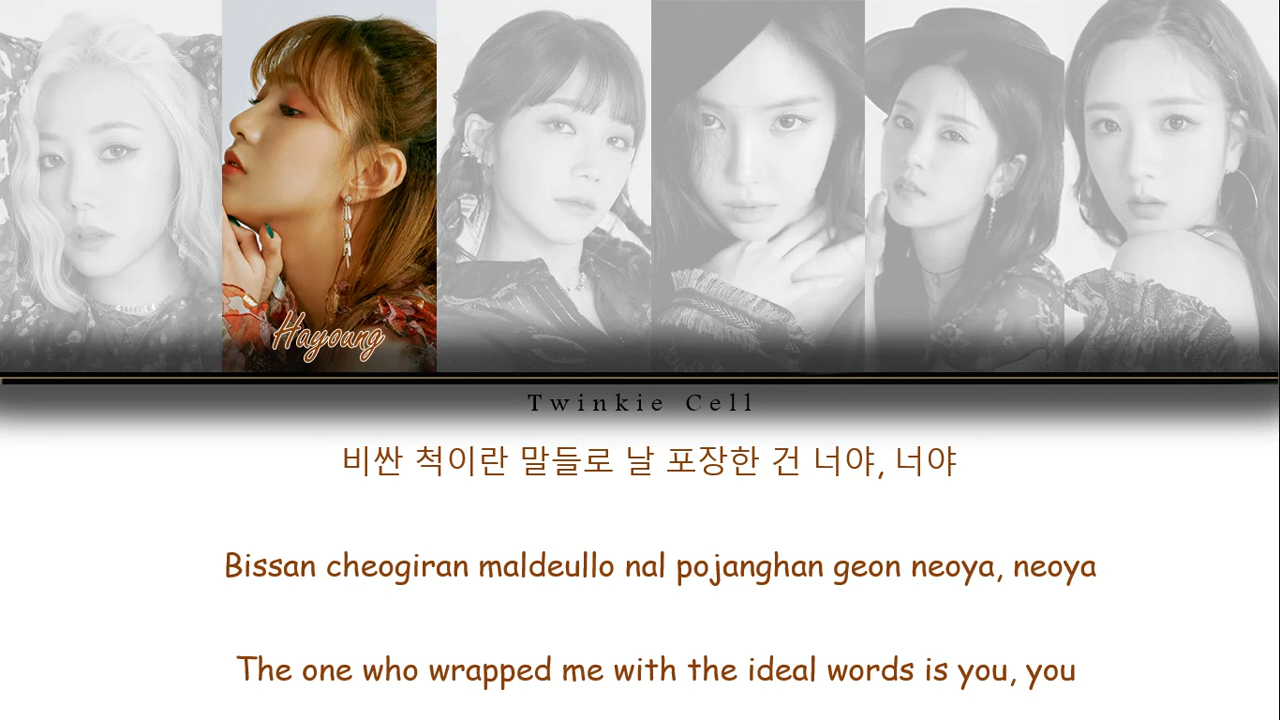 Hayoung
Twinkie Cell
비싼 척이란 말들로 날 포장한 건 너야, 너야
Bissan cheogiran maldeullo nal pojanghan geon neoya, neoya
The one who wrapped me with the ideal words is you, you